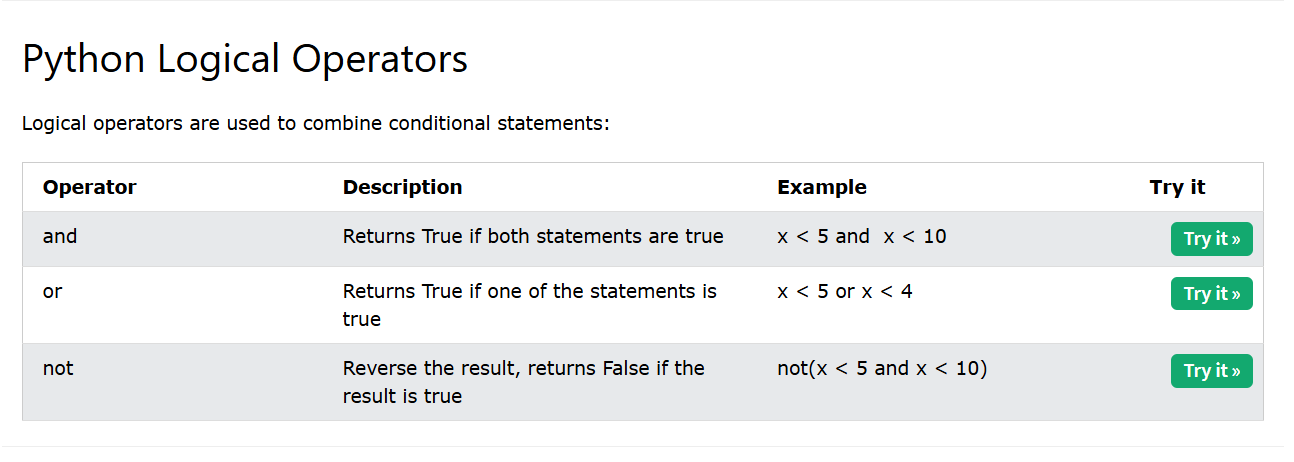 Python Logical Operators
Logical operators are used to combine conditional statements:
Operator Description Example Try it
and Returns True if both statements are true x < 5 and  x < 10 Try it »
or Returns True if one of the statements is x < 5 or x < 4 Try it »
true
not Reverse the result, returns False if the not(x < 5 and x < 10) Try it »
result is true